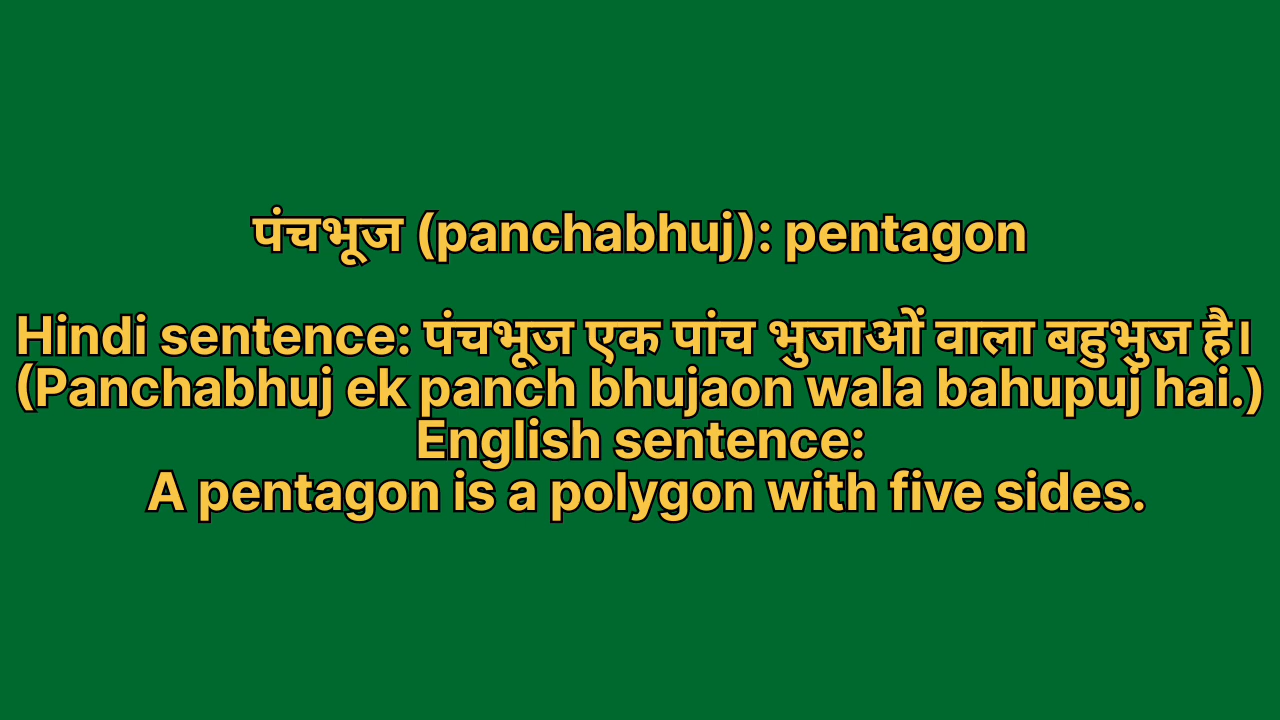 पंचभूज (panchabhuj): pentagon
Hindi sentence: पंचभूज एक पांच भुजाओं वाला बहुभुज है।
(Panchabhuj ek panch bhujaon wala bahupuj hai.)
English sentence:
A pentagon is a polygon with five sides.